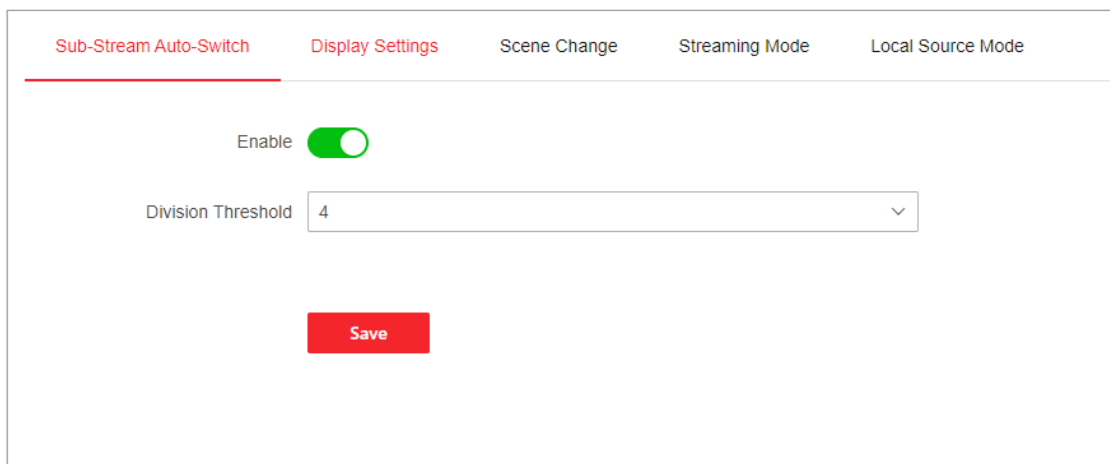 Sub-Stream Auto-Switch Display Settings Scene Change Streaming Mode Local Source Mode
Enable
Division Threshold 4
Save